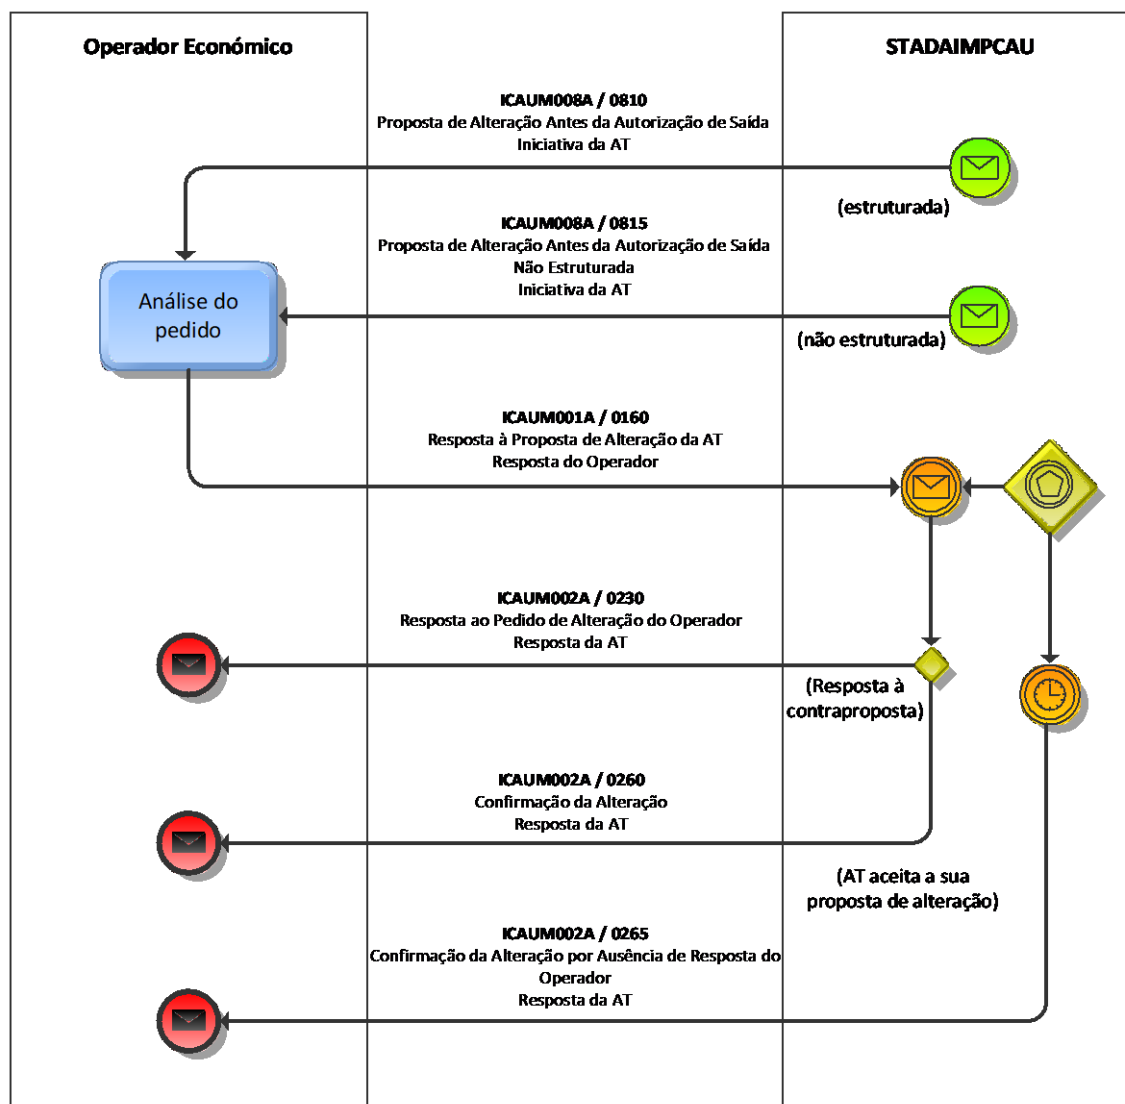 Operador Económico
STADAIMPCAU
ICAUM008A / 0810
Proposta de Alteração Antes da Autorização de Saída
Iniciativa da AT
(estruturada)
ICAUM008A / 0815
Proposta de Alteração Antes da Autorização de Saída
Não Estruturada
Iniciativa da AT
(não estruturada)
Análise do
pedido
ICAUM001A / 0160
Resposta à Proposta de Alteração da AT
Resposta do Operador
ICAUM002A / 0230
Resposta ao Pedido de Alteração do Operador
Resposta da AT
(Resposta à
contraproposta)
ICAUM002A / 0260
Confirmação da Alteração
Resposta da AT
(AT aceita a sua
proposta de alteração)
ICAUM002A / 0265
Confirmação da Alteração por Ausência de Resposta do
Operador
Resposta da AT